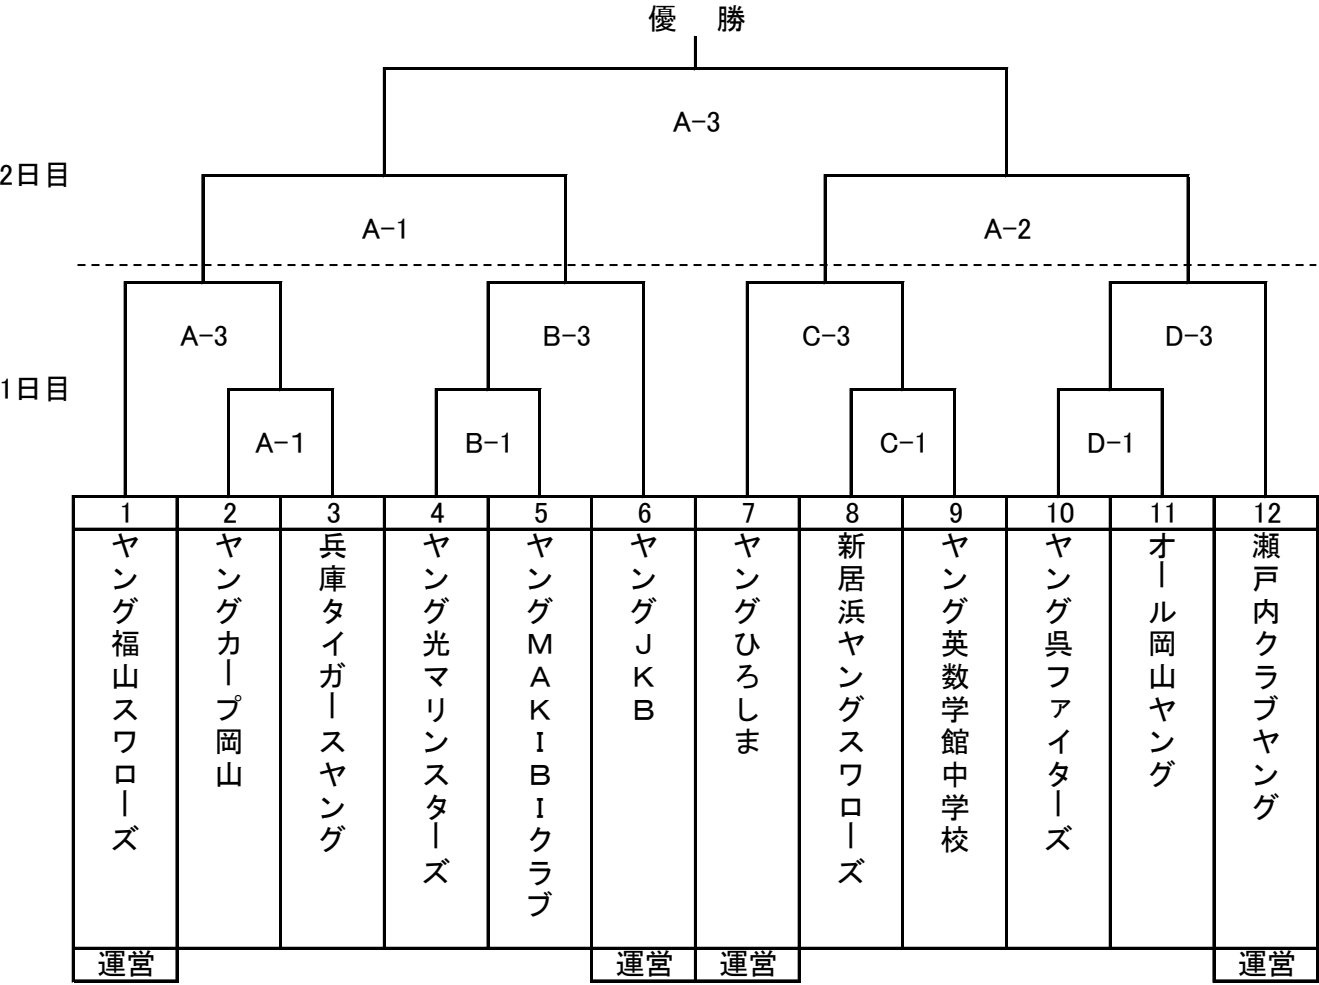 優 勝
A-3
2日目
A-1
A-2
A-3
B-3
C-3
D-3
1日目
A-1
B-1
C-1
D-1
1
2
3
4
5
6
7
8
9
10
11
12
ヤング福山スワローズ
ヤングカープ岡山
兵庫タイガースヤング
ヤング光マリンスターズ
ヤングMAKIBIクラブ
ヤングJKB
ヤングひろしま
新居浜ヤングスワローズ
ヤング英数学館中学校
ヤング呉ファイターズ
オール岡山ヤング
瀬戸内クラブヤング
運営
運営
運営
運営